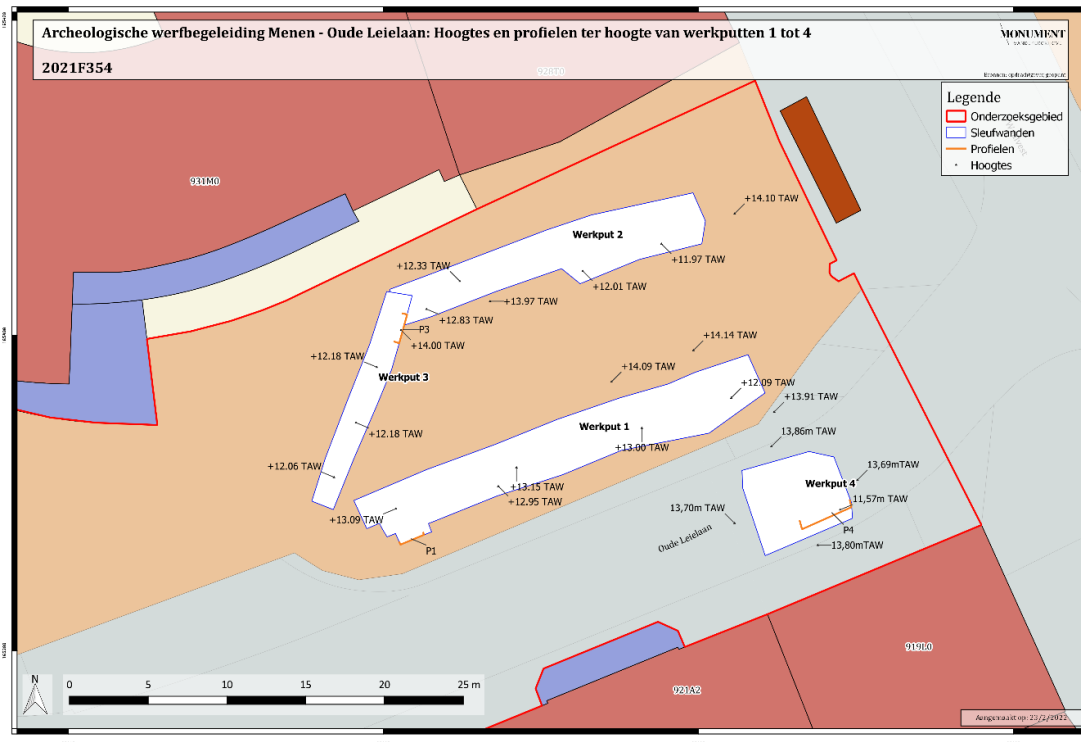 Archeologische werfbegeleiding Menen - Oude Leielaan: Hoogtes en profielen ter hoogte van werkputten 1 tot 4
2021F354
MONUMENT
Legende
Onderzoeksgebied
Sleufwanden
Profielen
Hoogtes
931M0
+14.10 TAW
Werkput 2
+11.97 TAW
+12.33 TAW
+12.01 TAW
+13.97 TAW
+12.83 TAW
P3
+14.00 TAW
+14.14 TAW
+12.18 TAW
+14.09 TAW
Werkput 3
+12.09 TAW
+13.91 TAW
Werkput 1
+12.18 TAW
13,86m TAW
+13.00 TAW
+12.06 TAW
13,69mTAW
+13.15 TAW
Werkput 4
+12.95 TAW
11,57m TAW
13,70m TAW
+13.09 TAW
P4
Oude Leielaan
13,80mTAW
P1
919L0
921A2
N
0 5 10 15 20 25 m
Aangemaakt op: 23/2/2022